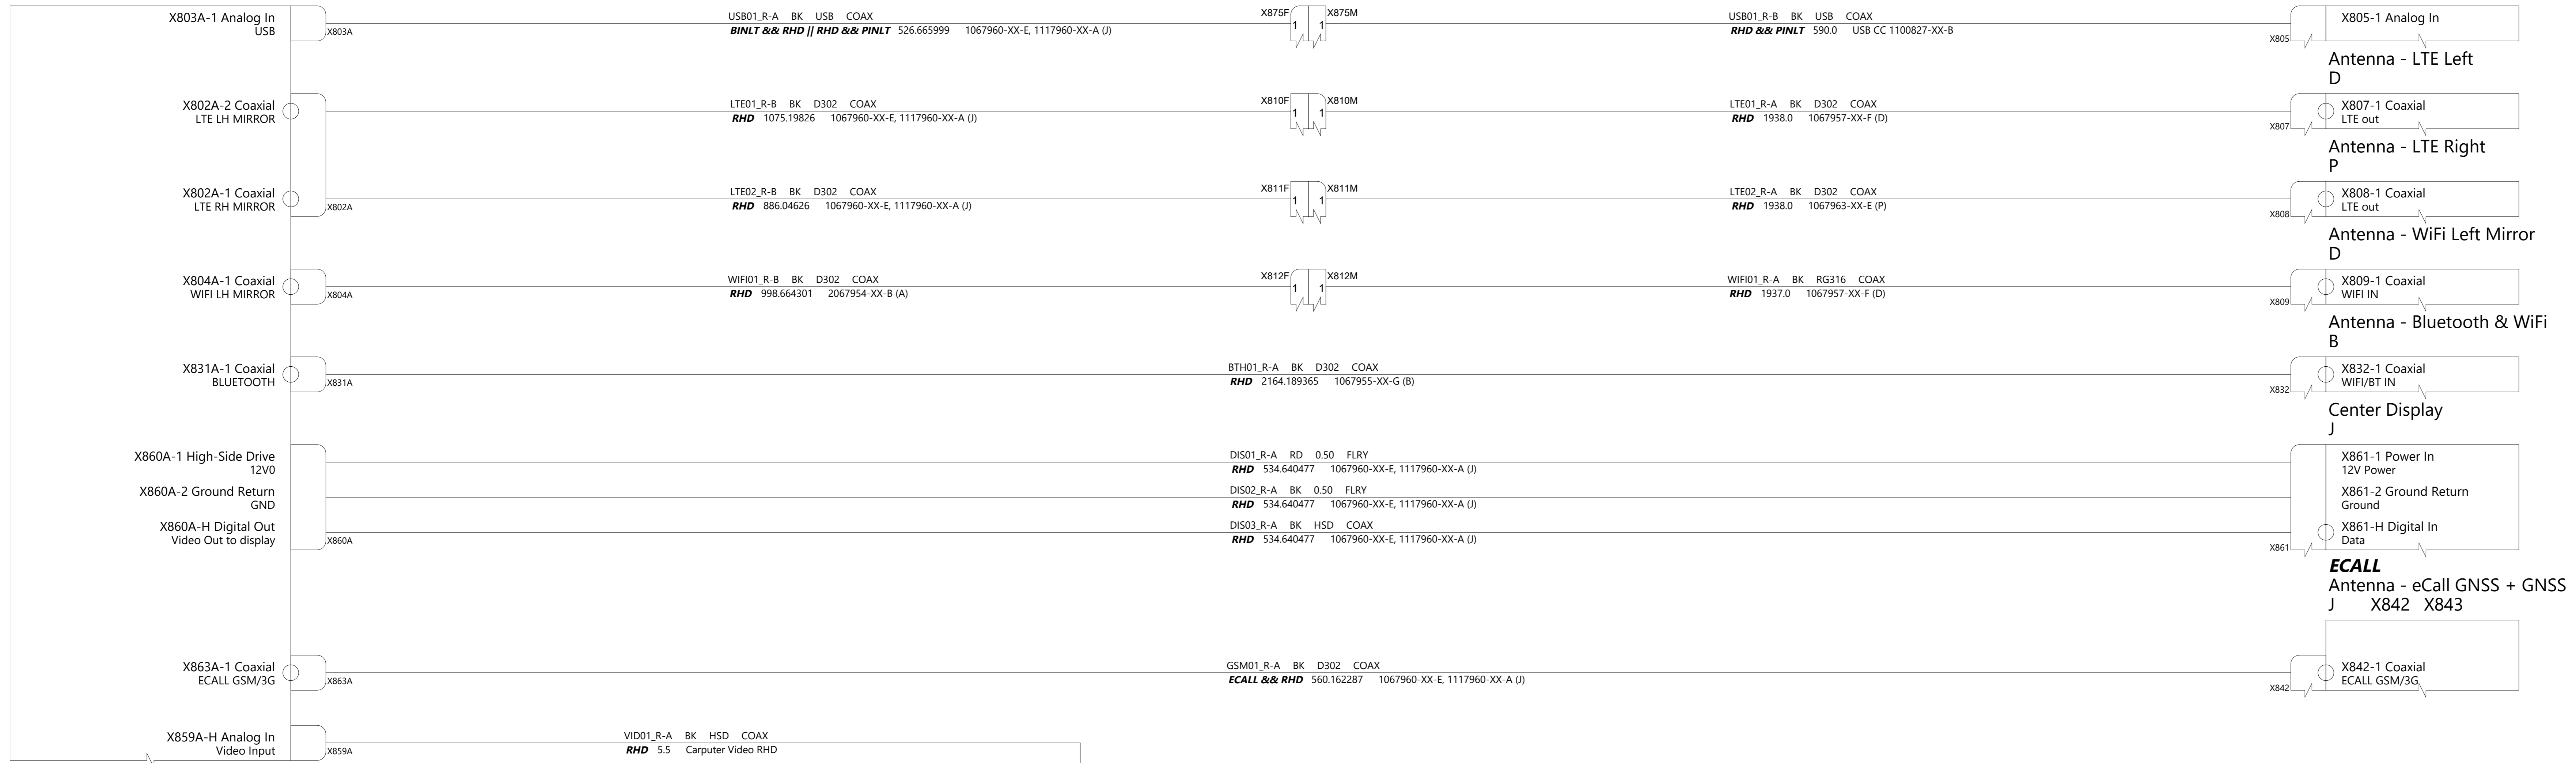 X803A-1 Analog In
USB
X803A
USB01_R-A BK USB COAX
BINLT && RHD || RHD && PINLT 526.665999 1067960-XX-E, 1117960-XX-A (J)
X875F X875M
1 1
USB01_R-B BK USB COAX
RHD && PINLT 590.0 USB CC 1100827-XX-B
X805-1 Analog In
X805
Antenna - LTE Left
D
X802A-2 Coaxial
LTE LH MIRROR
LTE01_R-B BK D302 COAX
RHD 1075.19826 1067960-XX-E, 1117960-XX-A (J)
X810F X810M
1 1
LTE01_R-A BK D302 COAX
RHD 1938.0 1067957-XX-F (D)
X807-1 Coaxial
LTE out
X807
Antenna - LTE Right
P
X802A-1 Coaxial
LTE RH MIRROR
X802A
LTE02_R-B BK D302 COAX
RHD 886.04626 1067960-XX-E, 1117960-XX-A (J)
X811F X811M
1 1
LTE02_R-A BK D302 COAX
RHD 1938.0 1067963-XX-E (P)
X808-1 Coaxial
LTE out
X808
Antenna - WiFi Left Mirror
D
X804A-1 Coaxial
WIFI LH MIRROR
X804A
WIFI01_R-B BK D302 COAX
RHD 998.664301 2067954-XX-B (A)
X812F X812M
1 1
WIFI01_R-A BK RG316 COAX
RHD 1937.0 1067957-XX-F (D)
X809-1 Coaxial
WIFI IN
X809
Antenna - Bluetooth & WiFi
B
X831A-1 Coaxial
BLUETOOTH
X831A
BTH01_R-A BK D302 COAX
RHD 2164.189365 1067955-XX-G (B)
X832-1 Coaxial
WIFI/BT IN
X832
Center Display
J
X860A-1 High-Side Drive
12V0
DIS01_R-A RD 0.50 FLRY
RHD 534.640477 1067960-XX-E, 1117960-XX-A (J)
X861-1 Power In
12V Power
X860A-2 Ground Return
GND
DIS02_R-A BK 0.50 FLRY
RHD 534.640477 1067960-XX-E, 1117960-XX-A (J)
X861-2 Ground Return
Ground
X860A-H Digital Out
Video Out to display
X860A
DIS03_R-A BK HSD COAX
RHD 534.640477 1067960-XX-E, 1117960-XX-A (J)
X861-H Digital In
Data
X861
ECALL
Antenna - eCall GNSS + GNSS
J X842 X843
X863A-1 Coaxial
ECALL GSM/3G
X863A
GSM01_R-A BK D302 COAX
ECALL && RHD 560.162287 1067960-XX-E, 1117960-XX-A (J)
X842-1 Coaxial
ECALL GSM/3G
X842
X859A-H Analog In
Video Input
X859A
VID01_R-A BK HSD COAX
RHD 5.5 Carputer Video RHD